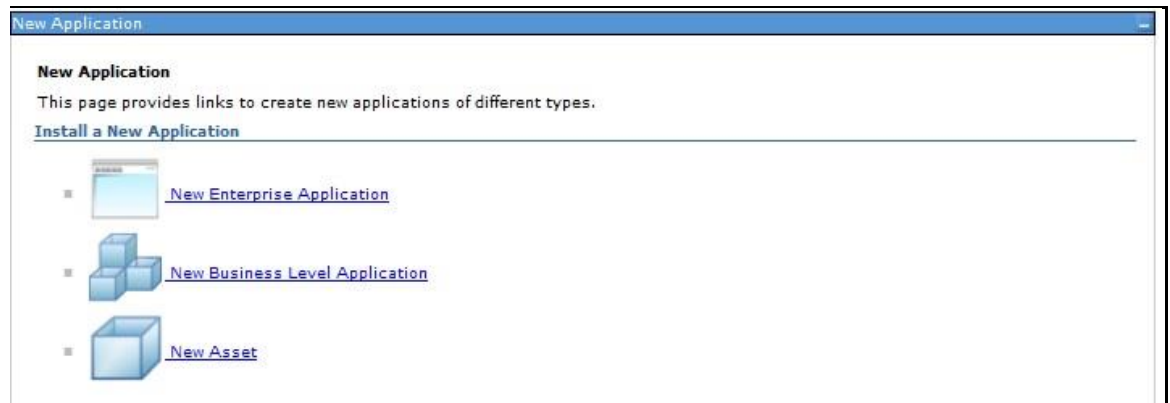 New Application
New Application
This page provides links to create new applications of different types.
Install a New Application
New Enterprise Application
New Business Level Application
New Asset